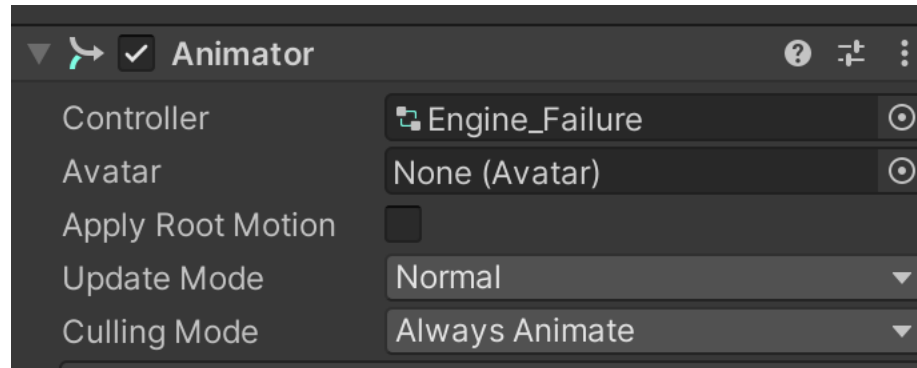 Animator
Controller Engine_Failure
Avatar None (Avatar)
Apply Root Motion
Update Mode Normal
Culling Mode Always Animate